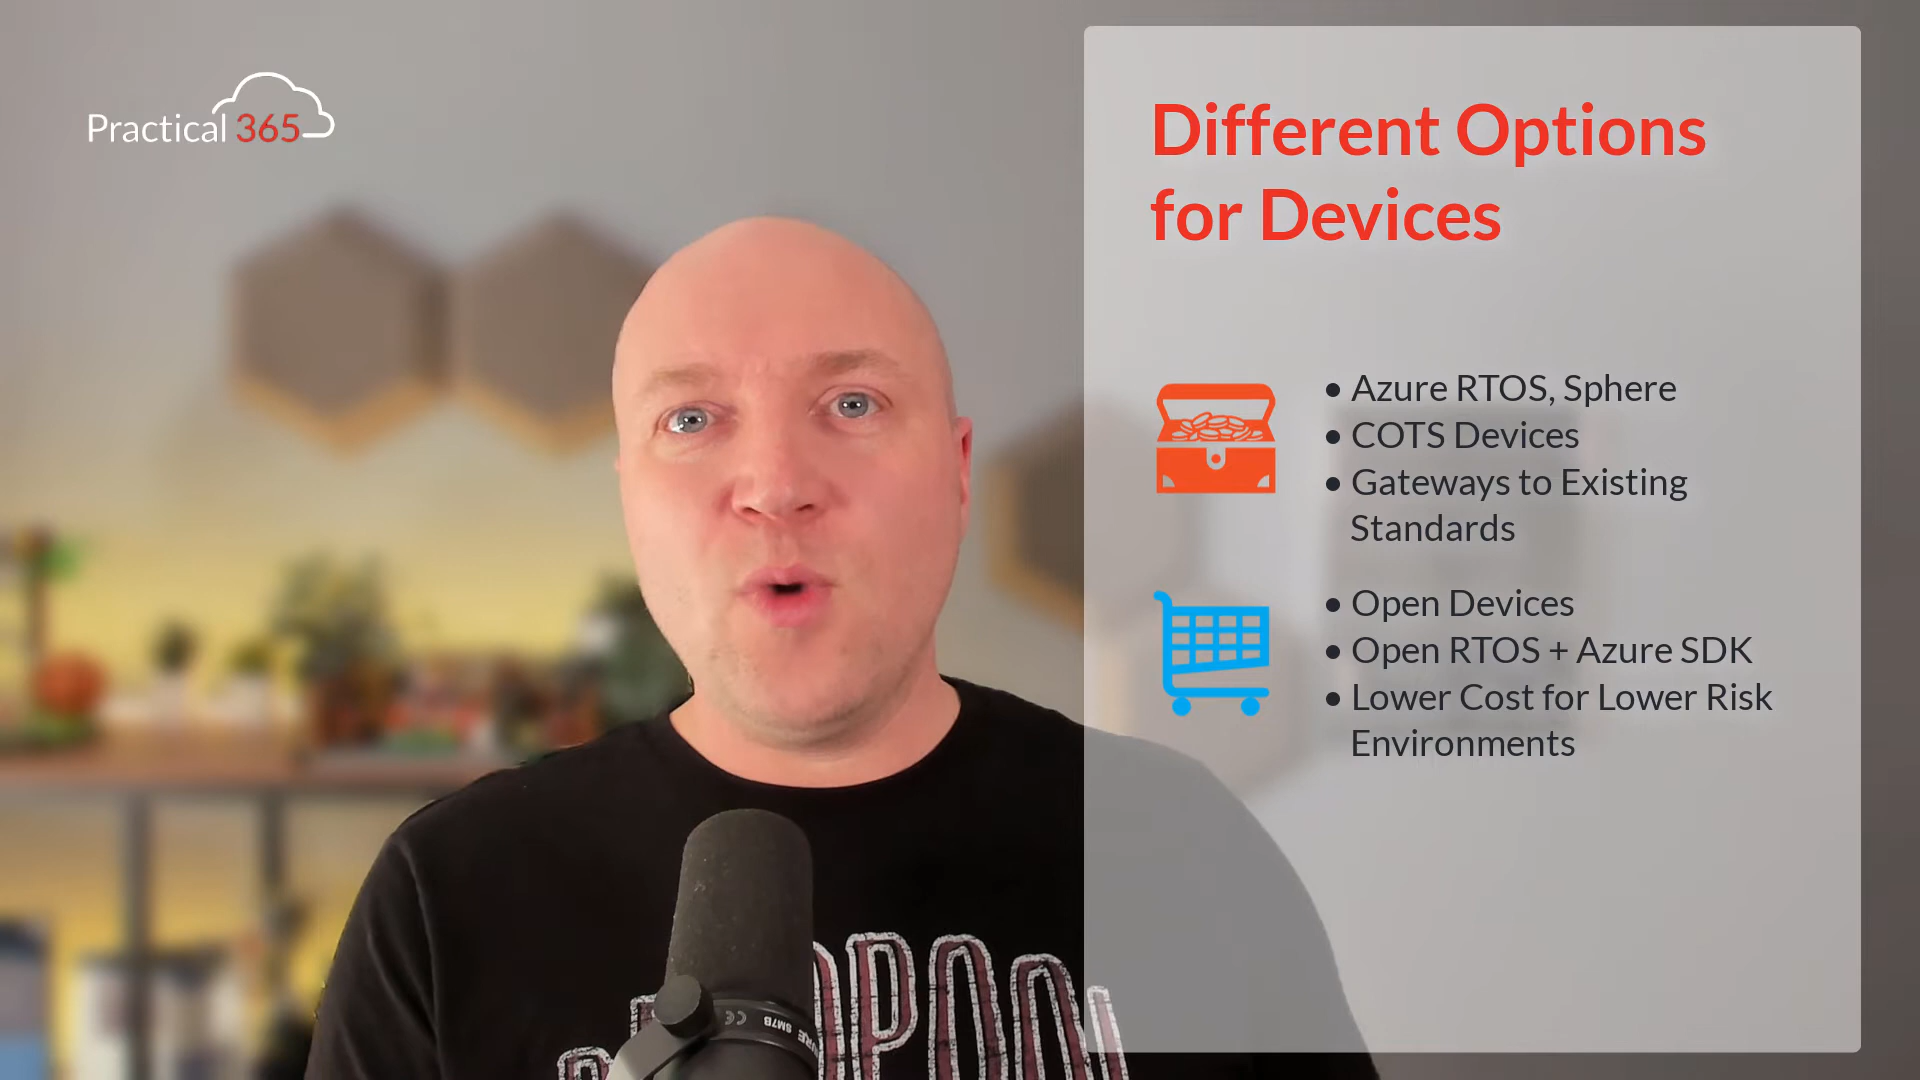 Practical 365
Different Options
for Devices
• Azure RTOS, Sphere
• COTS Devices
• Gateways to Existing
Standards
• Open Devices
• Open RTOS + Azure SDK
• Lower Cost for Lower Risk
Environments
SM7B